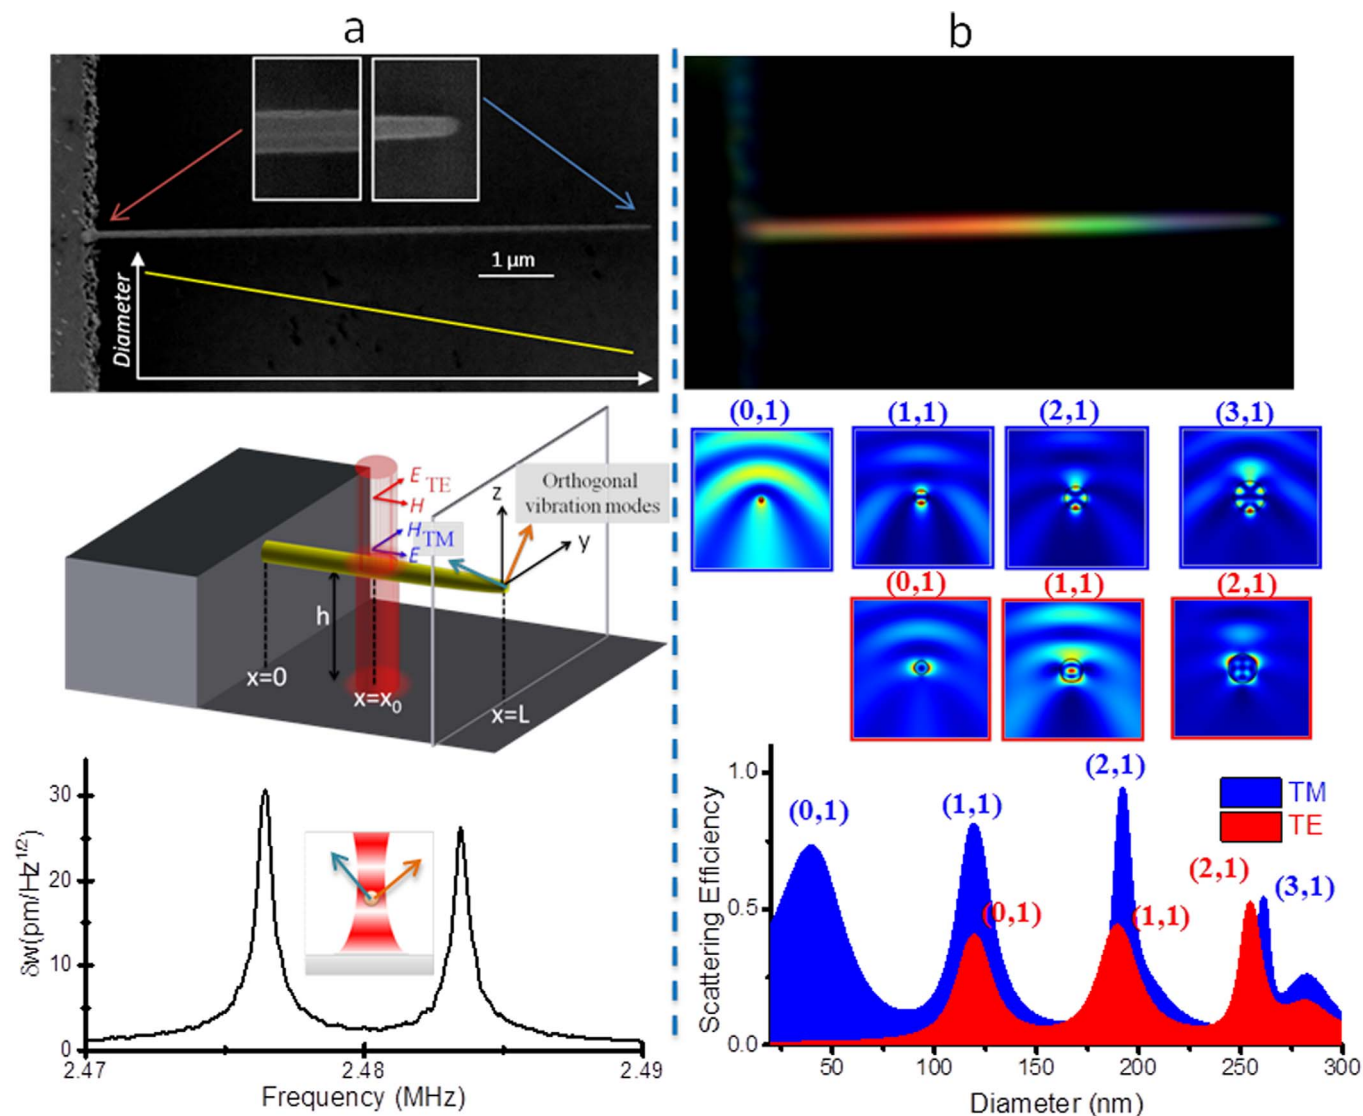 a
b
1 µm
Diameter
E TE
H
H TM
E
Orthogonal
vibration modes
z
y
h
x=0
x=x₀
x=L
(0,1)
(1,1)
(2,1)
(3,1)
(0,1)
(1,1)
(2,1)
δw(pm/Hz¹ᐟ²)
30
20
10
0
2.47
2.48
2.49
Frequency (MHz)
Scattering Efficiency
1.0
0.5
0.0
(0,1)
(1,1)
(2,1)
TM
TE
(2,1)
(3,1)
(0,1)
(1,1)
50
100
150
200
250
300
Diameter (nm)